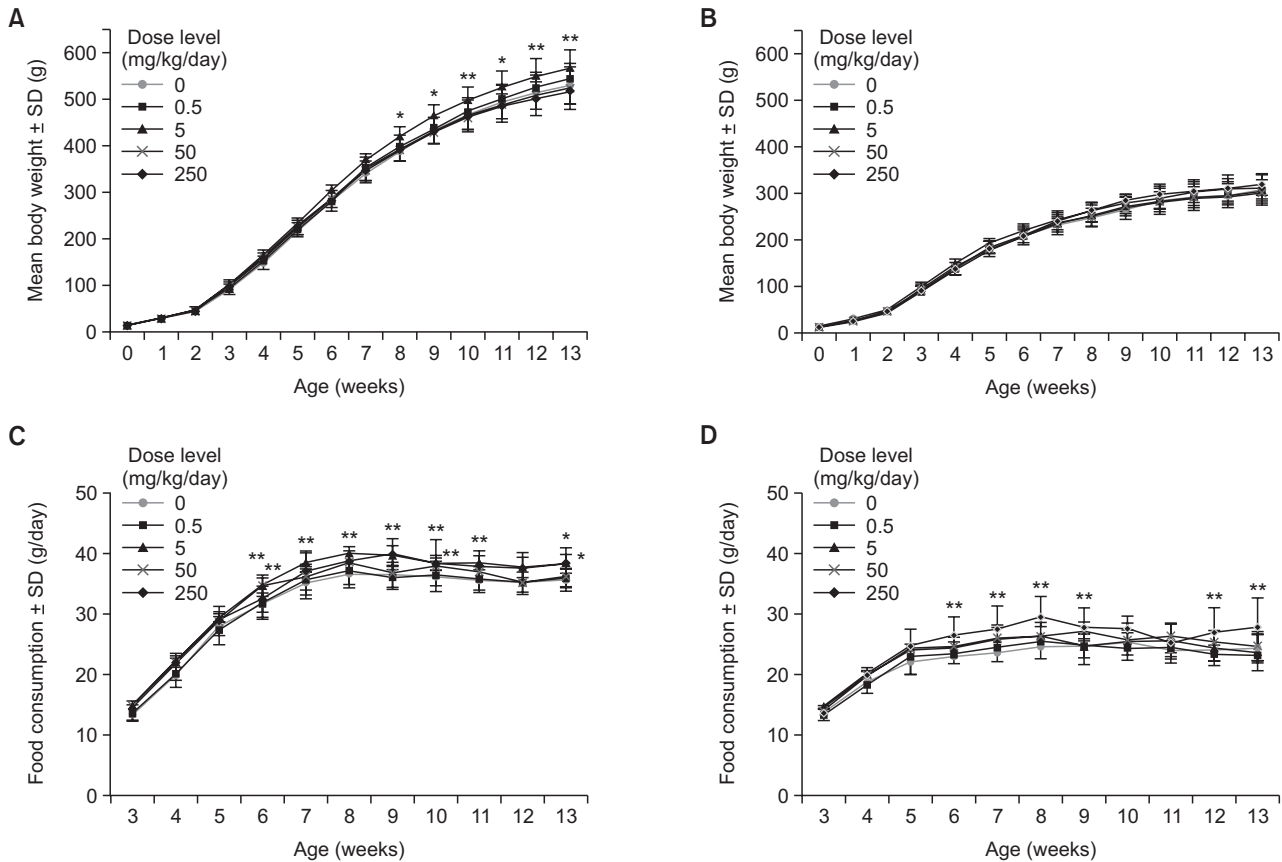 A
Dose level
(mg/kg/day)
0
0.5
5
50
250
Mean body weight ± SD (g)
600
500
400
300
200
100
0
* * ** * ** **
0 1 2 3 4 5 6 7 8 9 10 11 12 13
Age (weeks)
B
Dose level
(mg/kg/day)
0
0.5
5
50
250
Mean body weight ± SD (g)
600
500
400
300
200
100
0
0 1 2 3 4 5 6 7 8 9 10 11 12 13
Age (weeks)
C
Dose level
(mg/kg/day)
0
0.5
5
50
250
Food consumption ± SD (g/day)
50
40
30
20
10
0
** ** ** ** ** ** ** ** * *
3 4 5 6 7 8 9 10 11 12 13
Age (weeks)
D
Dose level
(mg/kg/day)
0
0.5
5
50
250
Food consumption ± SD (g/day)
50
40
30
20
10
0
** ** ** ** ** **
3 4 5 6 7 8 9 10 11 12 13
Age (weeks)